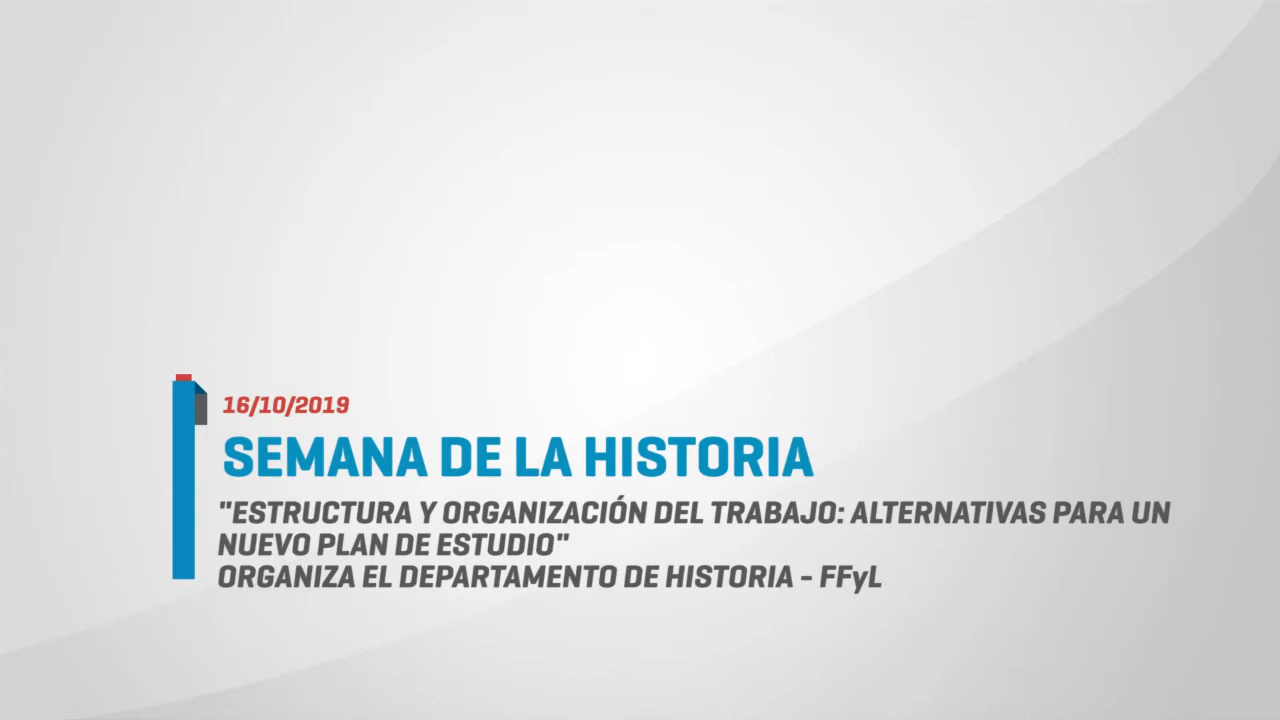 16/10/2019
SEMANA DE LA HISTORIA
"ESTRUCTURA Y ORGANIZACIÓN DEL TRABAJO: ALTERNATIVAS PARA UN
NUEVO PLAN DE ESTUDIO"
ORGANIZA EL DEPARTAMENTO DE HISTORIA - FFyL